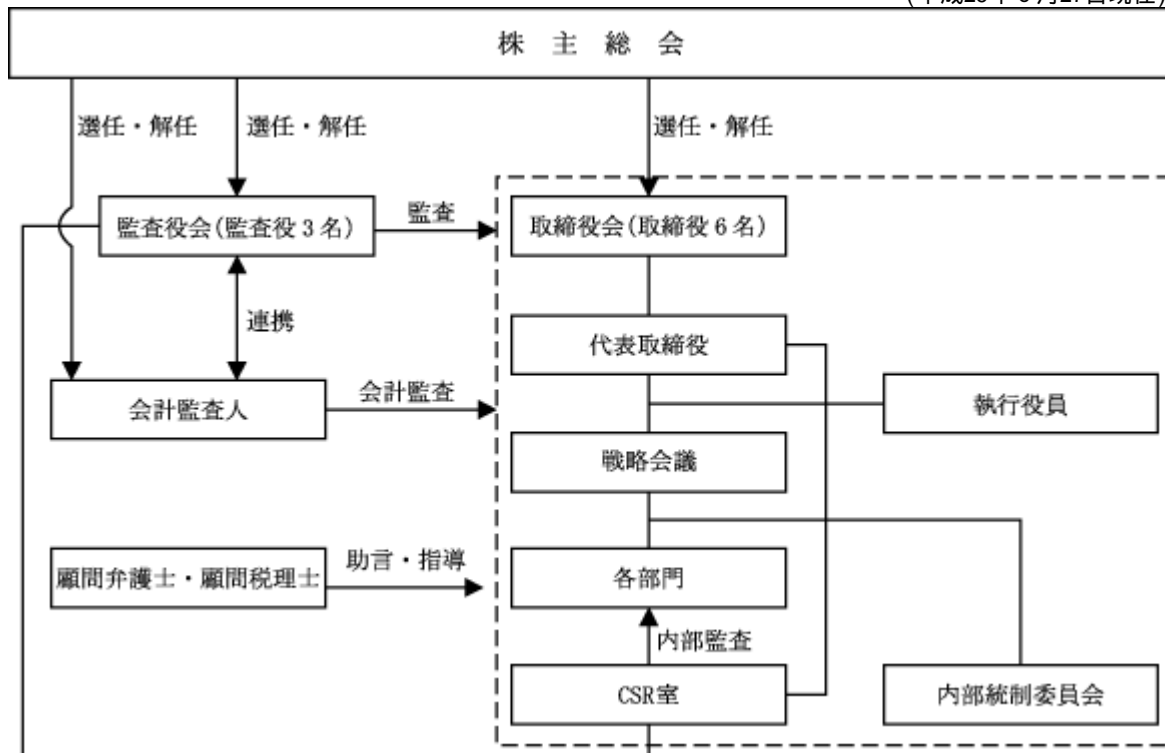 株主総会
選任・解任
選任・解任
選任・解任
監査役会(監査役3名)
監査
取締役会(取締役6名)
連携
代表取締役
会計監査人
会計監査
執行役員
戦略会議
顧問弁護士・顧問税理士
助言・指導
各部門
内部監査
CSR室
内部統制委員会